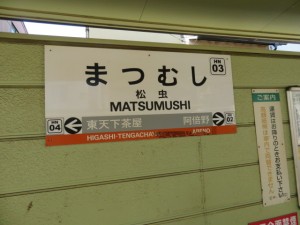 HN
03
まつむし
松虫
MATSUMUSHI
HN
04
東天下茶屋
阿倍野
HN
02
HIGASHI-TENGACHAYA
ABENO
ご案内